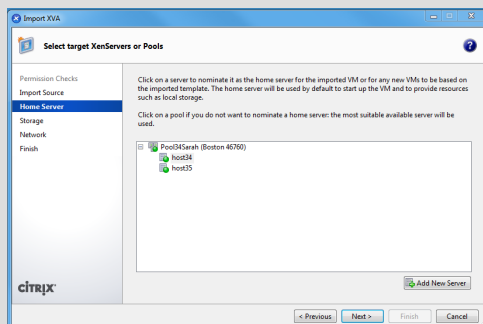 Import XVA
Select target XenServers or Pools
Permission Checks
Import Source
Home Server
Storage
Network
Finish
Click on a server to nominate it as the home server for the imported VM or for any new VMs to be based on
the imported template. The home server will be used by default to start up the VM and to provide resources
such as local storage.
Click on a pool if you do not want to nominate a home server: the most suitable available server will be
used.
Pool34Sarah (Boston 46760)
host34
host35
CITRIX
Add New Server
< Previous
Next >
Finish
Cancel